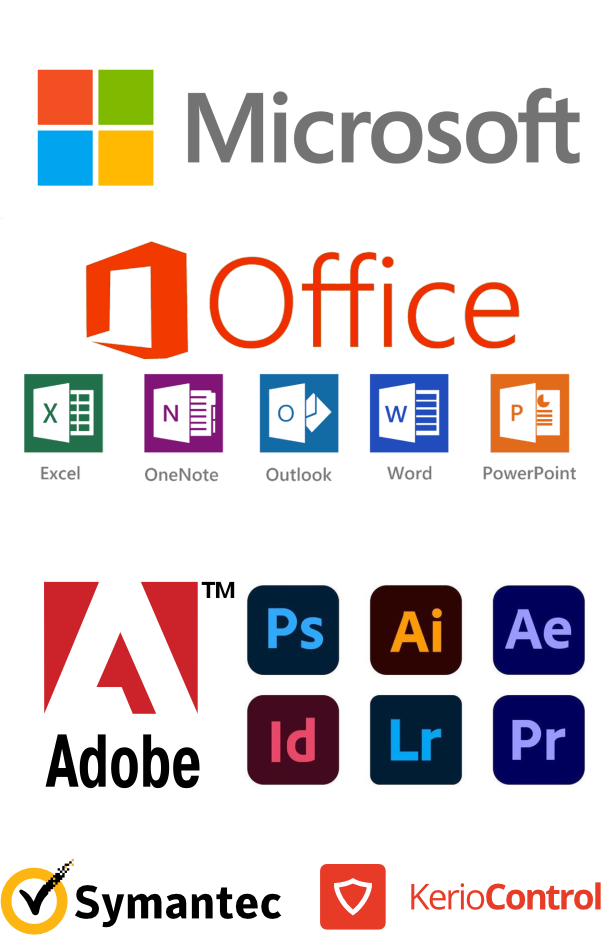 Microsoft
Office
X N O W P
Excel OneNote Outlook Word PowerPoint
TM
Ps Ai Ae
Id Lr Pr
Adobe
Symantec KerioControl